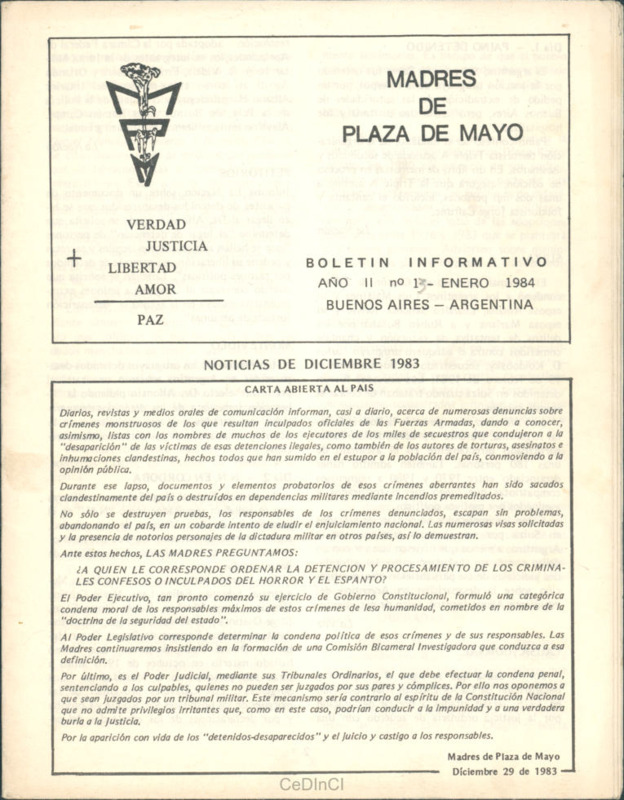 MADRES
DE
PLAZA DE MAYO
VERDAD
JUSTICIA
+ LIBERTAD
AMOR
PAZ
BOLETIN INFORMATIVO
AÑO II nº 13- ENERO 1984
BUENOS AIRES – ARGENTINA
NOTICIAS DE DICIEMBRE 1983
CARTA ABIERTA AL PAIS
Diarios, revistas y medios orales de comunicación informan, casi a diario, acerca de numerosas denuncias sobre
crímenes monstruosos de los que resultan inculpados oficiales de las Fuerzas Armadas, dando a conocer,
asimismo, listas con los nombres de muchos de los ejecutores de los miles de secuestros que condujeron a la
"desaparición" de las víctimas de esas detenciones ilegales, como también de los autores de torturas, asesinatos e
inhumaciones clandestinas, hechos todos que han sumido en el estupor a la población del país, conmoviendo a la
opinión pública.
Durante ese lapso, documentos y elementos probatorios de esos crímenes aberrantes han sido sacados
clandestinamente del país o destruídos en dependencias militares mediante incendios premeditados.
No sólo se destruyen pruebas, los responsables de los crímenes denunciados, escapan sin problemas,
abandonando el país, en un cobarde intento de eludir el enjuiciamiento nacional. Las numerosas visas solicitadas
y la presencia de notorios personajes de la dictadura militar en otros países, así lo demuestran.
Ante estos hechos, LAS MADRES PREGUNTAMOS:
¿A QUIEN LE CORRESPONDE ORDENAR LA DETENCION Y PROCESAMIENTO DE LOS CRIMINA-
LES CONFESOS O INCULPADOS DEL HORROR Y EL ESPANTO?
El Poder Ejecutivo, tan pronto comenzó su ejercicio de Gobierno Constitucional, formuló una categórica
condena moral de los responsables máximos de estos crímenes de lesa humanidad, cometidos en nombre de la
"doctrina de la seguridad del estado".
Al Poder Legislativo corresponde determinar la condena política de esos crímenes y de sus responsables. Las
Madres continuaremos insistiendo en la formación de una Comisión Bicameral Investigadora que conduzca a esa
definición.
Por último, es el Poder Judicial, mediante sus Tribunales Ordinarios, el que debe efectuar la condena penal,
sentenciando a los culpables, quienes no pueden ser juzgados por sus pares y cómplices. Por ello nos oponemos a
que sean juzgados por un tribunal militar. Este mecanismo sería contrario al espíritu de la Constitución Nacional
que no admite privilegios irritantes que, como en este caso, podrían conducir a la impunidad y a una verdadera
burla a la Justicia.
Por la aparición con vida de los "detenidos-desaparecidos" y el juicio y castigo a los responsables.
Madres de Plaza de Mayo
Diciembre 29 de 1983
CeDInCI